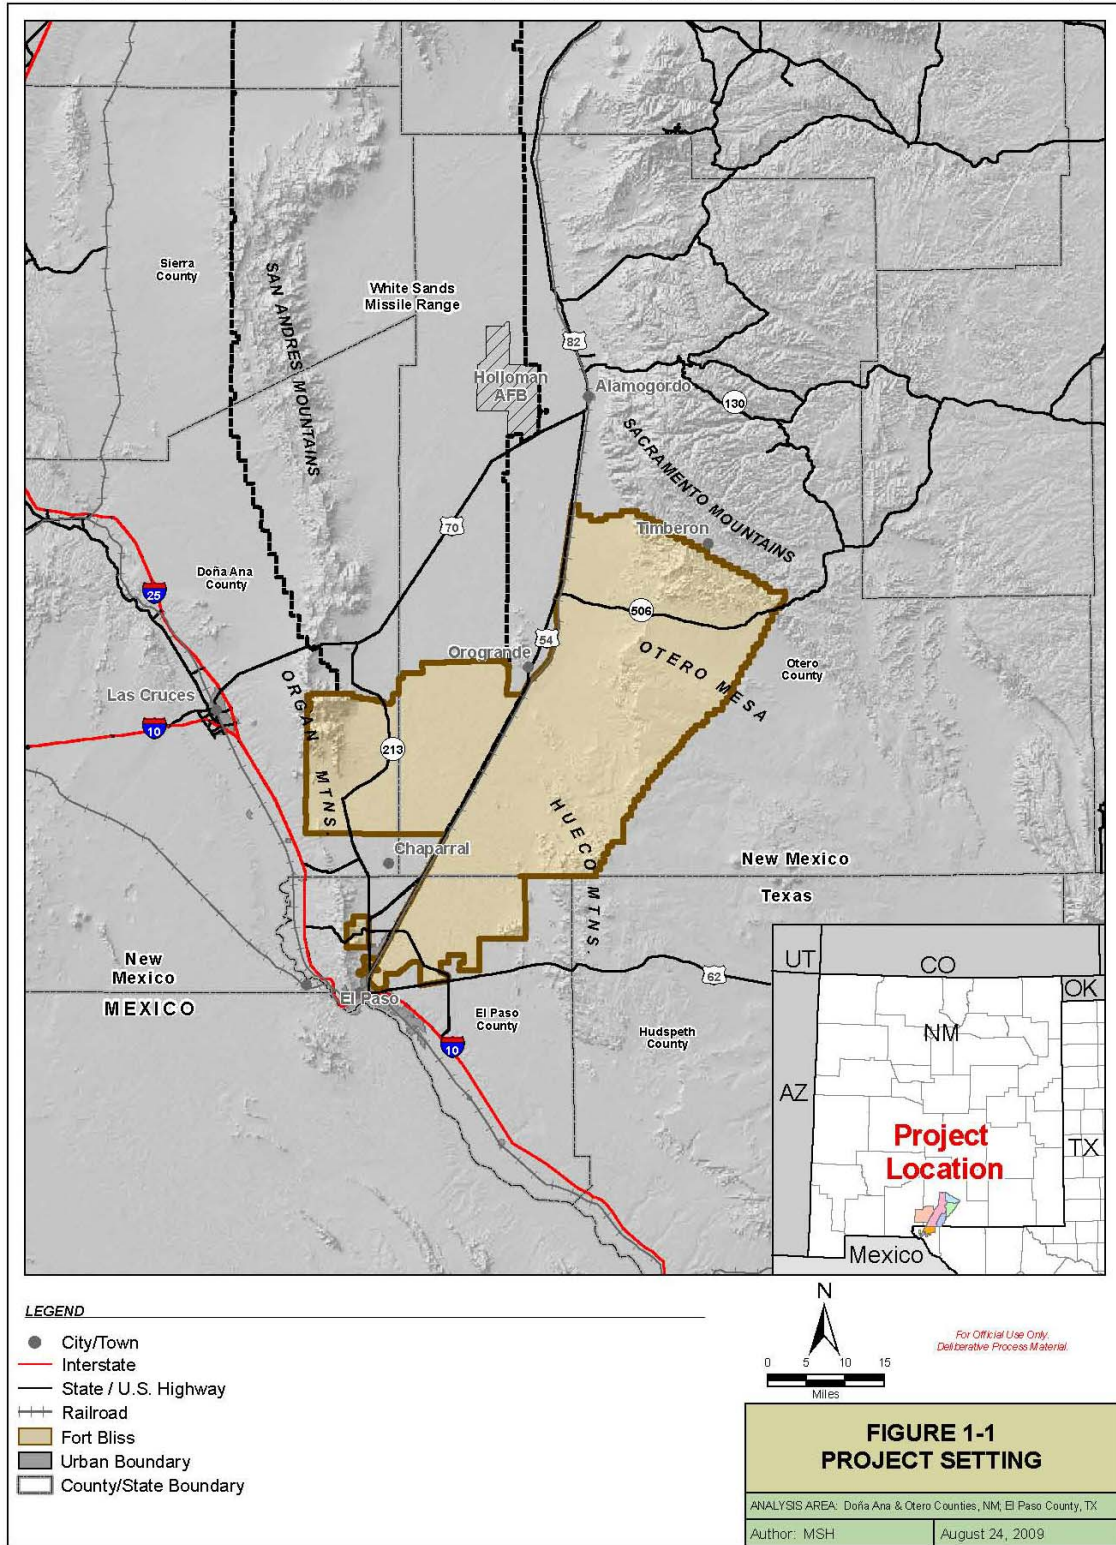 Sierra
County
SAN ANDRES MOUNTAINS
White Sands
Missile Range
82
Holloman
AFB
Alamogordo
130
SACRAMENTO MOUNTAINS
70
Timberon
Doña Ana
County
25
506
54
Orogrande
OTERO MESA
Otero
County
Las Cruces
ORGAN MTNS.
10
213
HUECO MTNS.
Chaparral
New Mexico
Texas
New
Mexico
MEXICO
62
El Paso
El Paso
County
Hudspeth
County
10
UT
CO
OK
NM
AZ
TX
Project
Location
Mexico
LEGEND
City/Town
Interstate
State / U.S. Highway
Railroad
Fort Bliss
Urban Boundary
County/State Boundary
N
0 5 10 15
Miles
For Official Use Only.
Deliberative Process Material.
FIGURE 1-1
PROJECT SETTING
ANALYSIS AREA: Doña Ana & Otero Counties, NM; El Paso County, TX
Author: MSH
August 24, 2009